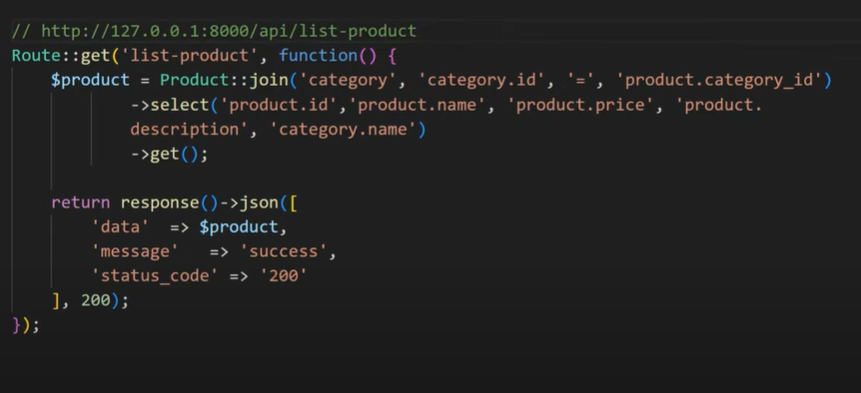 // http://127.0.0.1:8000/api/list-product
Route::get('list-product', function() {
    $product = Product::join('category', 'category.id', '=', 'product.category_id')
            ->select('product.id','product.name', 'product.price', 'product.
            description', 'category.name')
            ->get();

    return response()->json([
        'data'  => $product,
        'message'   => 'success',
        'status_code' => '200'
    ], 200);
});